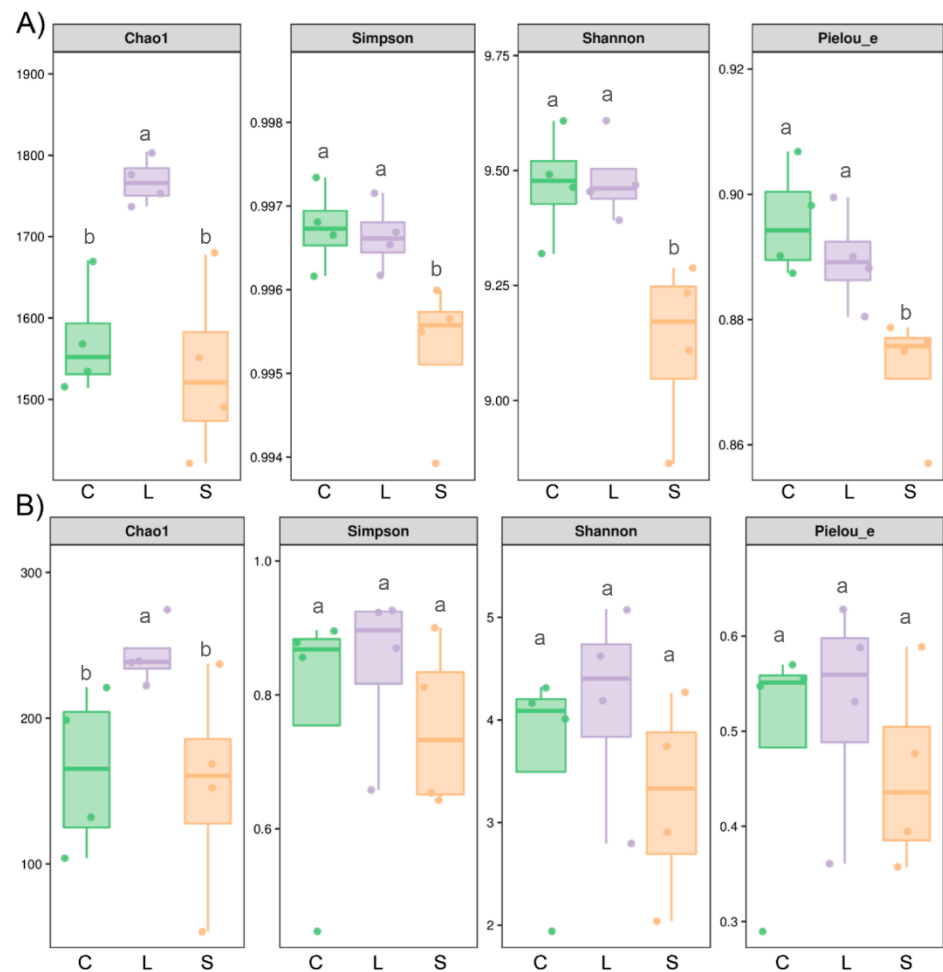 A)
Chao1 Simpson Shannon Pielou_e
1900
1800
1700
1600
1500
b a b
C L S
0.998
0.997
0.996
0.995
0.994
a a b
C L S
9.75
9.50
9.25
9.00
a a b
C L S
0.92
0.90
0.88
0.86
a a b
C L S
B)
Chao1 Simpson Shannon Pielou_e
300
200
100
b a b
C L S
1.0
0.8
0.6
a a a
C L S
5
4
3
2
a a a
C L S
0.6
0.5
0.4
0.3
a a a
C L S